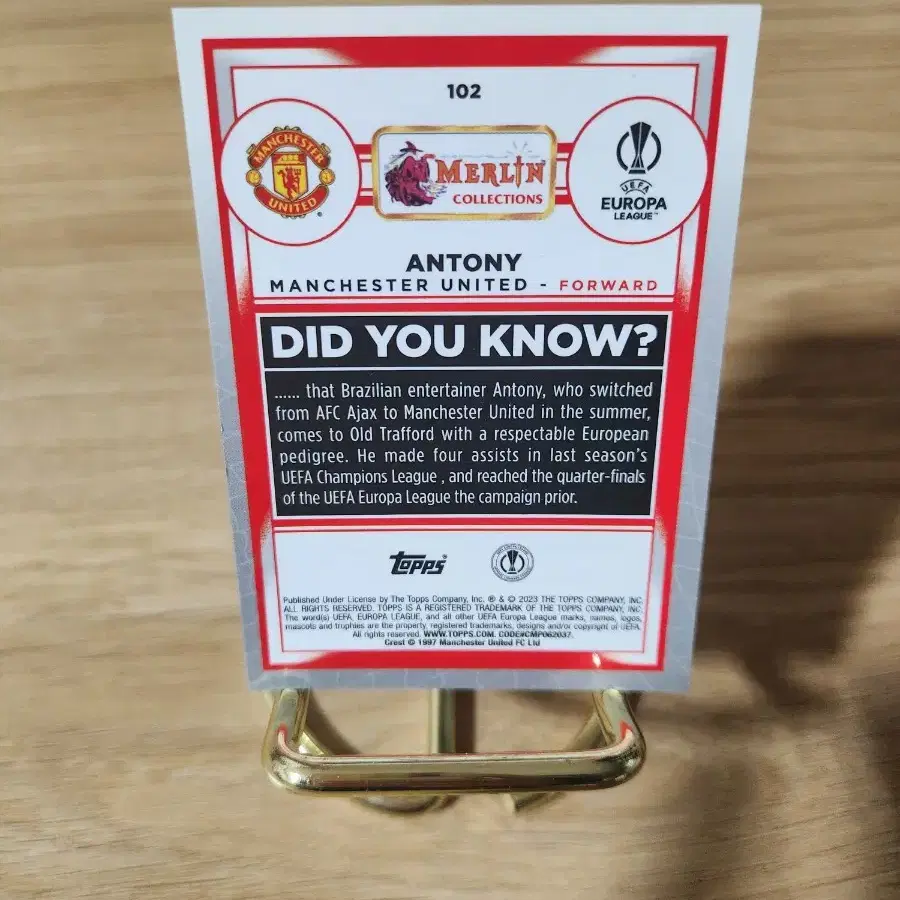 102
MANCHESTER
UNITED
MERLIN
COLLECTIONS
UEFA
EUROPA
LEAGUE™
ANTONY
MANCHESTER UNITED - FORWARD
DID YOU KNOW?
...... that Brazilian entertainer Antony, who switched
from AFC Ajax to Manchester United in the summer,
comes to Old Trafford with a respectable European
pedigree. He made four assists in last season's
UEFA Champions League , and reached the quarter-finals
of the UEFA Europa League the campaign prior.
topps®
Published Under License by The Topps Company, Inc. ® & © 2023 THE TOPPS COMPANY, INC.
ALL RIGHTS RESERVED. TOPPS IS A REGISTERED TRADEMARK OF THE TOPPS COMPANY, INC.
The word(s) UEFA, EUROPA LEAGUE, and all other UEFA Europa League marks, names, logos,
mascots and trophies are the property, registered trademarks, designs and/or copyright of UEFA.
All rights reserved. WWW.TOPPS.COM. CODE#CMP062037.
Crest © 1997 Manchester United FC Ltd